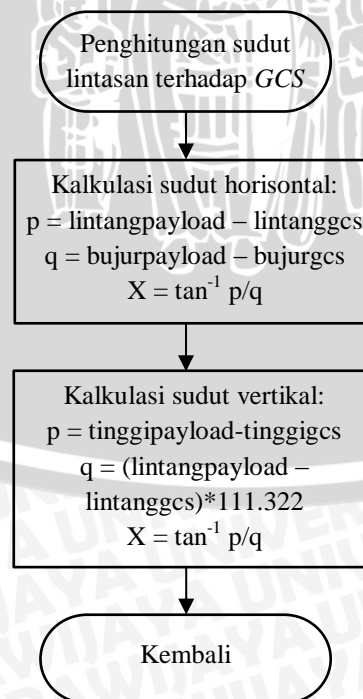 Penghitungan sudut
lintasan terhadap GCS
Kalkulasi sudut horisontal:
p = lintangpayload – lintanggcs
q = bujurpayload – bujurgcs
X = tan⁻¹ p/q
Kalkulasi sudut vertikal:
p = tinggipayload-tinggigcs
q = (lintangpayload –
lintanggcs)*111.322
X = tan⁻¹ p/q
Kembali